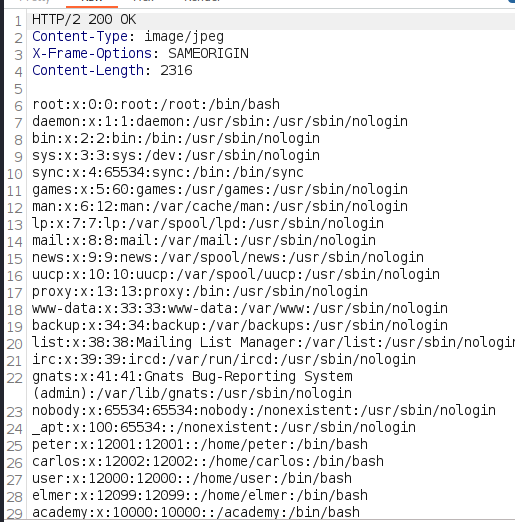 1 HTTP/2 200 OK
2 Content-Type: image/jpeg
3 X-Frame-Options: SAMEORIGIN
4 Content-Length: 2316
5
6 root:x:0:0:root:/root:/bin/bash
7 daemon:x:1:1:daemon:/usr/sbin:/usr/sbin/nologin
8 bin:x:2:2:bin:/bin:/usr/sbin/nologin
9 sys:x:3:3:sys:/dev:/usr/sbin/nologin
10 sync:x:4:65534:sync:/bin:/bin/sync
11 games:x:5:60:games:/usr/games:/usr/sbin/nologin
12 man:x:6:12:man:/var/cache/man:/usr/sbin/nologin
13 lp:x:7:7:lp:/var/spool/lpd:/usr/sbin/nologin
14 mail:x:8:8:mail:/var/mail:/usr/sbin/nologin
15 news:x:9:9:news:/var/spool/news:/usr/sbin/nologin
16 uucp:x:10:10:uucp:/var/spool/uucp:/usr/sbin/nologin
17 proxy:x:13:13:proxy:/bin:/usr/sbin/nologin
18 www-data:x:33:33:www-data:/var/www:/usr/sbin/nologin
19 backup:x:34:34:backup:/var/backups:/usr/sbin/nologin
20 list:x:38:38:Mailing List Manager:/var/list:/usr/sbin/nologin
21 irc:x:39:39:ircd:/var/run/ircd:/usr/sbin/nologin
22 gnats:x:41:41:Gnats Bug-Reporting System
(admin):/var/lib/gnats:/usr/sbin/nologin
23 nobody:x:65534:65534:nobody:/nonexistent:/usr/sbin/nologin
24 _apt:x:100:65534::/nonexistent:/usr/sbin/nologin
25 peter:x:12001:12001::/home/peter:/bin/bash
26 carlos:x:12002:12002::/home/carlos:/bin/bash
27 user:x:12000:12000::/home/user:/bin/bash
28 elmer:x:12099:12099::/home/elmer:/bin/bash
29 academy:x:10000:10000::/academy:/bin/bash